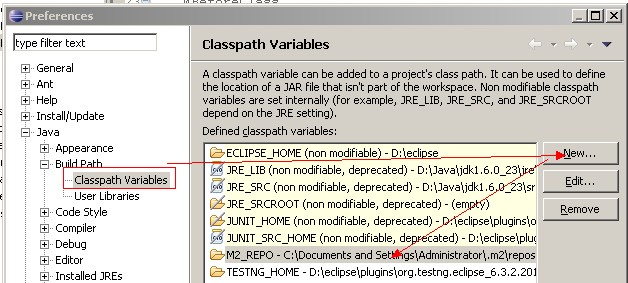 Preferences
type filter text
General
Ant
Help
Install/Update
Java
Appearance
Build Path
Classpath Variables
User Libraries
Code Style
Compiler
Debug
Editor
Installed JREs
Classpath Variables
A classpath variable can be added to a project's class path. It can be used to define
the location of a JAR file that isn't part of the workspace. Non modifiable classpath
variables are set internally (for example, JRE_LIB, JRE_SRC, and JRE_SRCROOT
depend on the JRE setting).
Defined classpath variables:
ECLIPSE_HOME (non modifiable) - D:\eclipse
JRE_LIB (non modifiable, deprecated) - D:\Java\jdk1.6.0_23\jre
JRE_SRC (non modifiable, deprecated) - D:\Java\jdk1.6.0_23\sr
JRE_SRCROOT (non modifiable, deprecated) - (empty)
JUNIT_HOME (non modifiable, deprecated) - D:\eclipse\plugins\o
JUNIT_SRC_HOME (non modifiable, deprecated) - D:\eclipse\plug
M2_REPO - C:\Documents and Settings\Administrator\.m2\repos
TESTNG_HOME - D:\eclipse\plugins\org.testng.eclipse_6.3.2.201
New...
Edit...
Remove